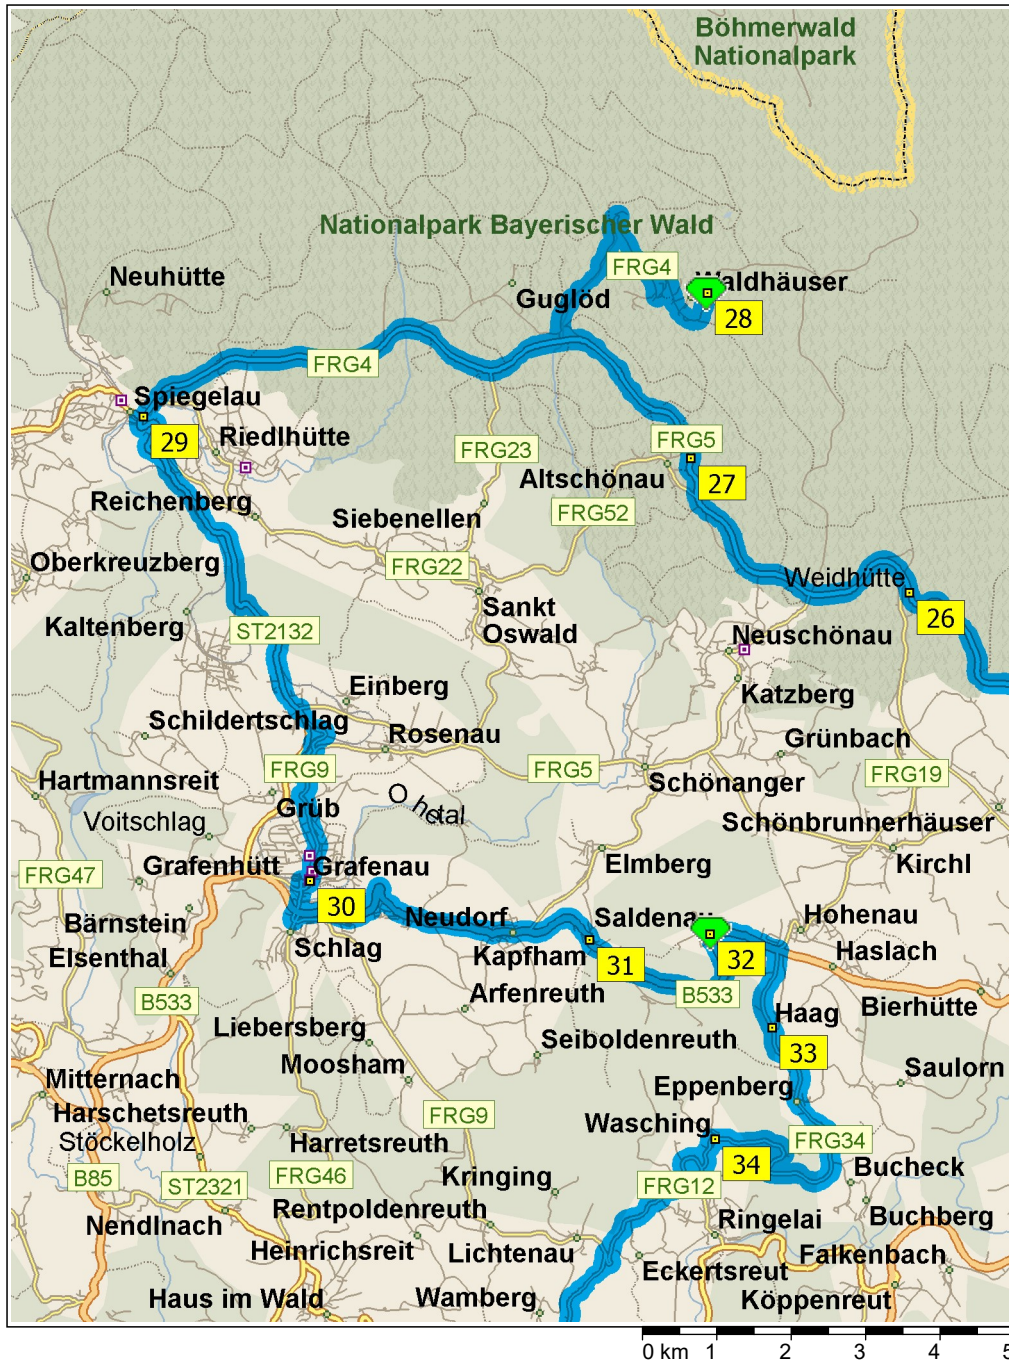 Böhmerwald
Nationalpark
Nationalpark Bayerischer Wald
FRG4
Waldhäuser
Neuhütte
Guglöd
28
FRG4
Spiegelau
29
Riedlhütte
FRG23
FRG5
Altschönau
27
Reichenberg
Siebenellen
FRG52
Oberkreuzberg
FRG22
Weidhütte
26
Kaltenberg
ST2132
Sankt
Oswald
Neuschönau
Einberg
Katzberg
Schildertschlag
Rosenau
Grünbach
FRG9
FRG5
FRG19
Hartmannsreit
Schönanger
Grüb
Voitschlag
Schönbrunnerhäuser
Grafenhütt
Grafenau
Elmberg
Kirchl
FRG47
30
Bärnstein
Neudorf
Saldenau
Hohenau
Schlag
Elsenthal
Kapfham
31
32
Haslach
B533
Arfenreuth
B533
Bierhütte
Haag
Liebersberg
Seiboldenreuth
33
Moosham
Saulorn
Mitternach
Eppenberg
Harschetsreuth
FRG9
Wasching
Stöckelholz
Harretsreuth
FRG34
34
Bucheck
B85
ST2321
FRG46
Kringing
FRG12
Nendlnach
Rentpoldenreuth
Ringelai
Buchberg
Heinrichsreit
Lichtenau
Falkenbach
Eckertsreut
Haus im Wald
Wamberg
Köppenreut
0 km 1 2 3 4 5